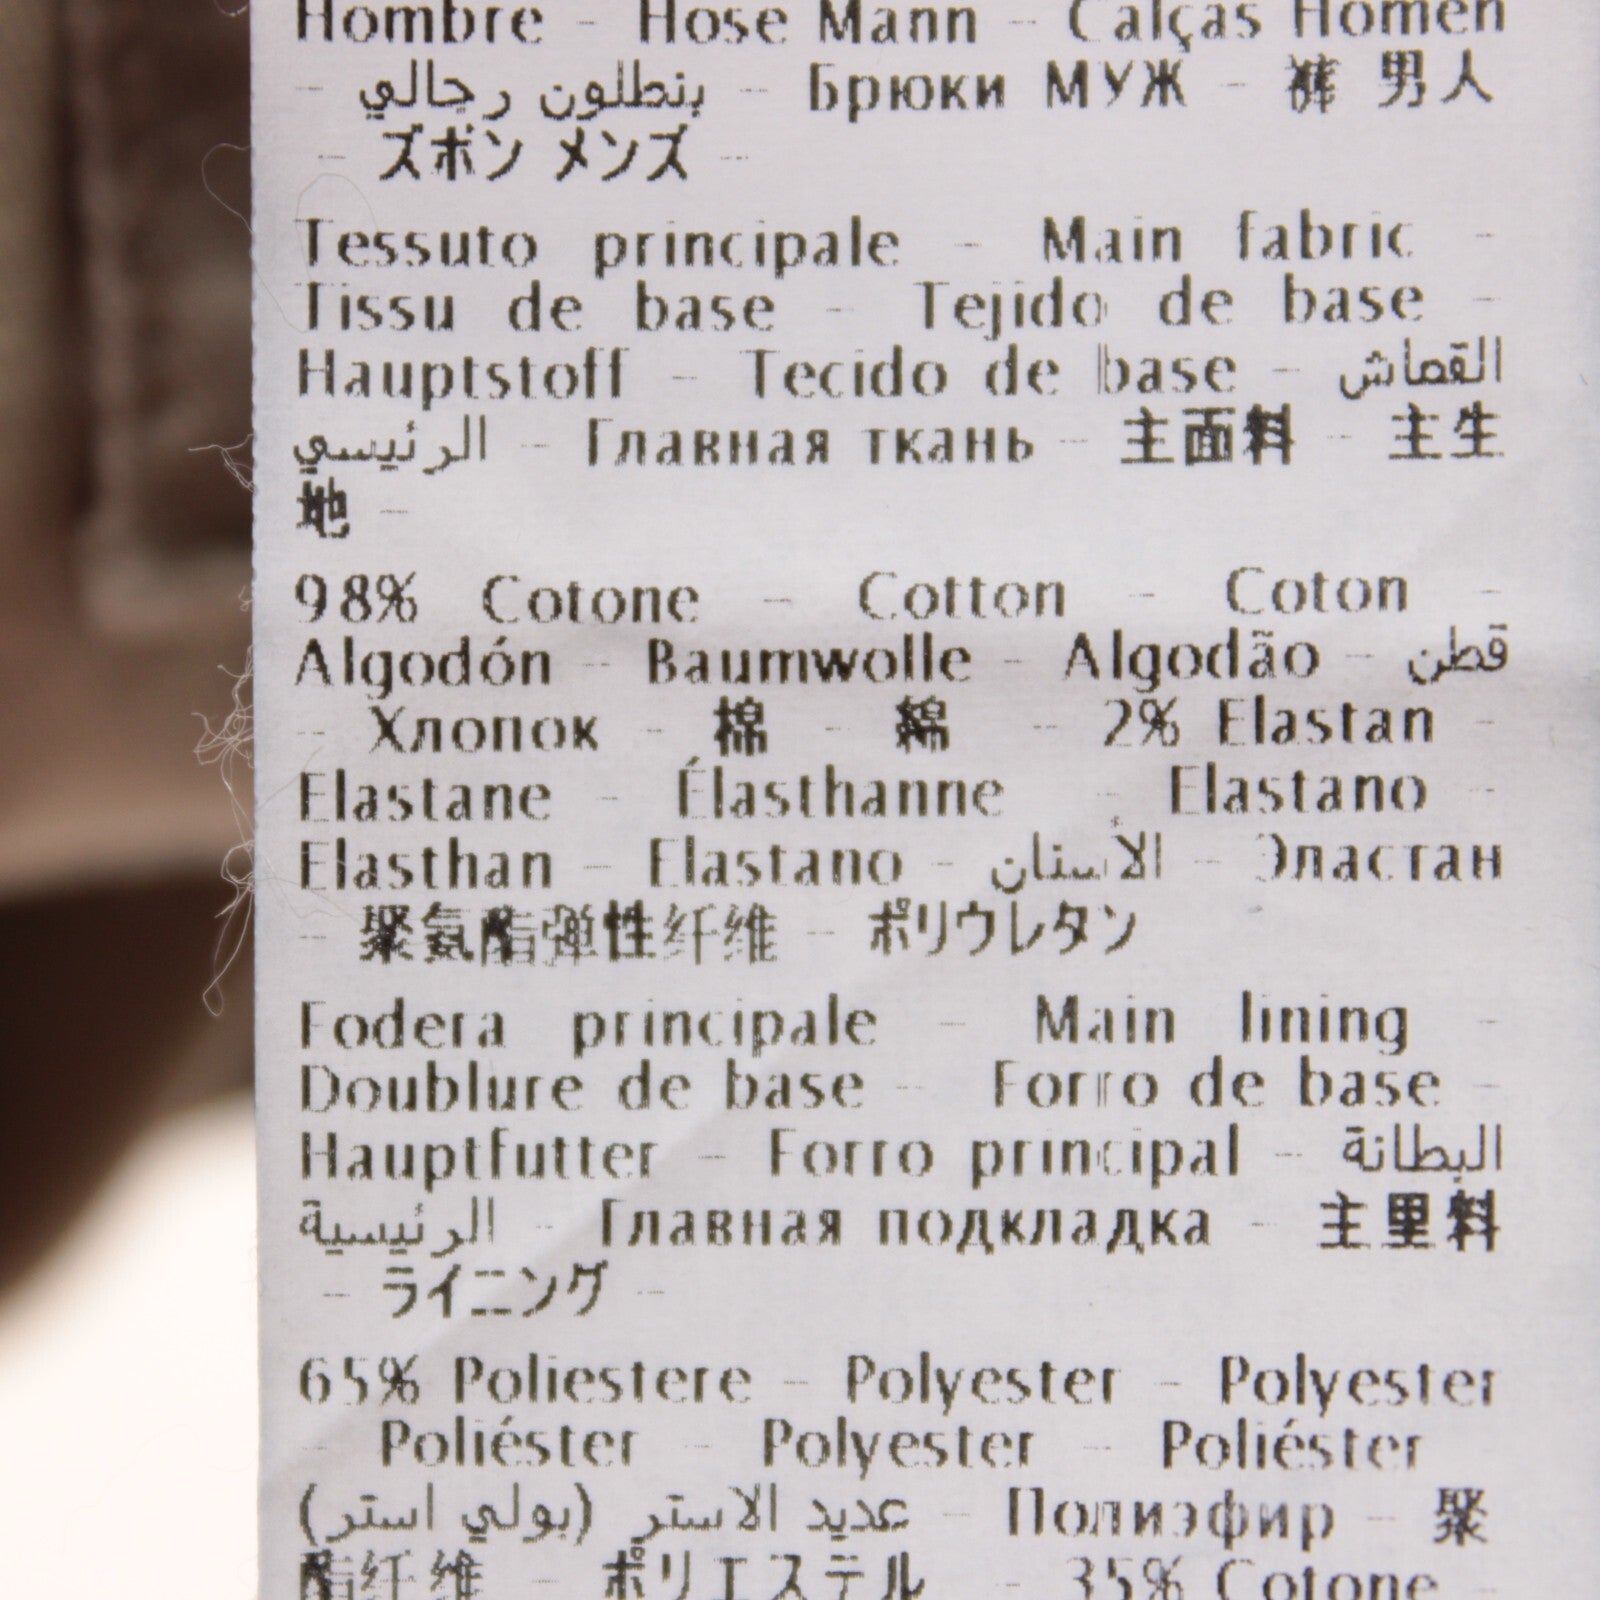 Hombre - Hose Mann - Calças Homen
- بنطلون رجالي - Брюки МУЖ - 裤 男人
- ズボン メンズ -
Tessuto principale - Main fabric -
Tissu de base - Tejido de base -
Hauptstoff - Tecido de base - القماش
الرئيسي - Главная ткань - 主面料 - 主生
地 -
98% Cotone - Cotton - Coton -
Algodón - Baumwolle - Algodão - قطن
- Хлопок - 棉 - 綿 - 2% Elastan -
Elastane - Élasthanne - Elastano -
Elasthan - Elastano - الاستان - Эластан
- 聚氨酯弹性纤维 - ポリウレタン
Fodera principale - Main lining -
Doublure de base - Forro de base -
Hauptfutter - Forro principal - البطانة
الرئيسية - Главная подкладка - 主里料
- ライニング -
65% Poliestere - Polyester - Polyester
- Poliéster - Polyester - Poliéster
عديد الاستر (بولي استر) - Полиэфир - 聚
酯纤维 - ポリエステル - 35% Cotone -